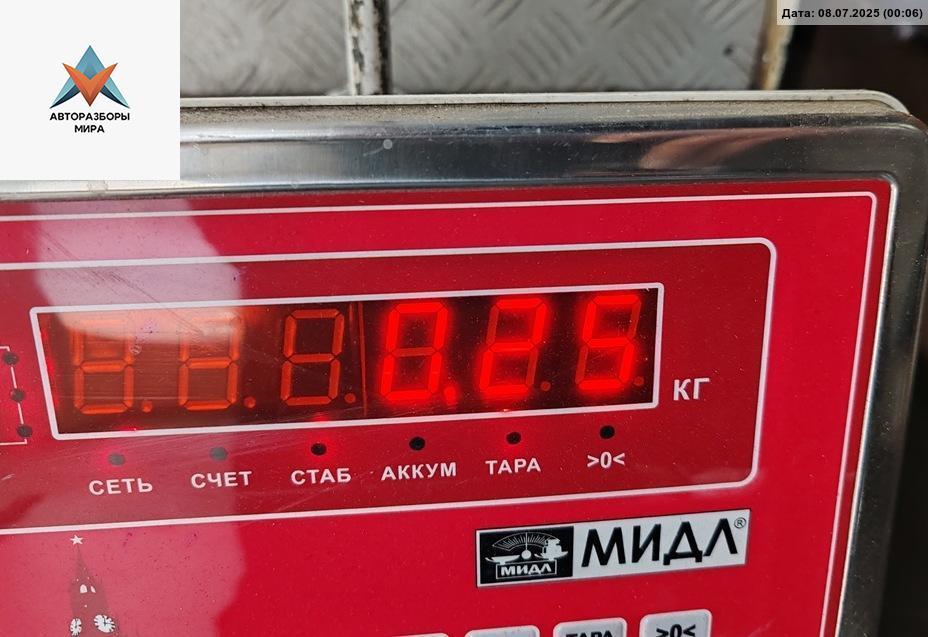 Дата: 08.07.2025 (00:06)
АВТОРАЗБОРЫ
МИРА
0.25
КГ
СЕТЬ СЧЕТ СТАБ АККУМ ТАРА >0<
МИДЛ МИДЛ®
ТАРА >0<